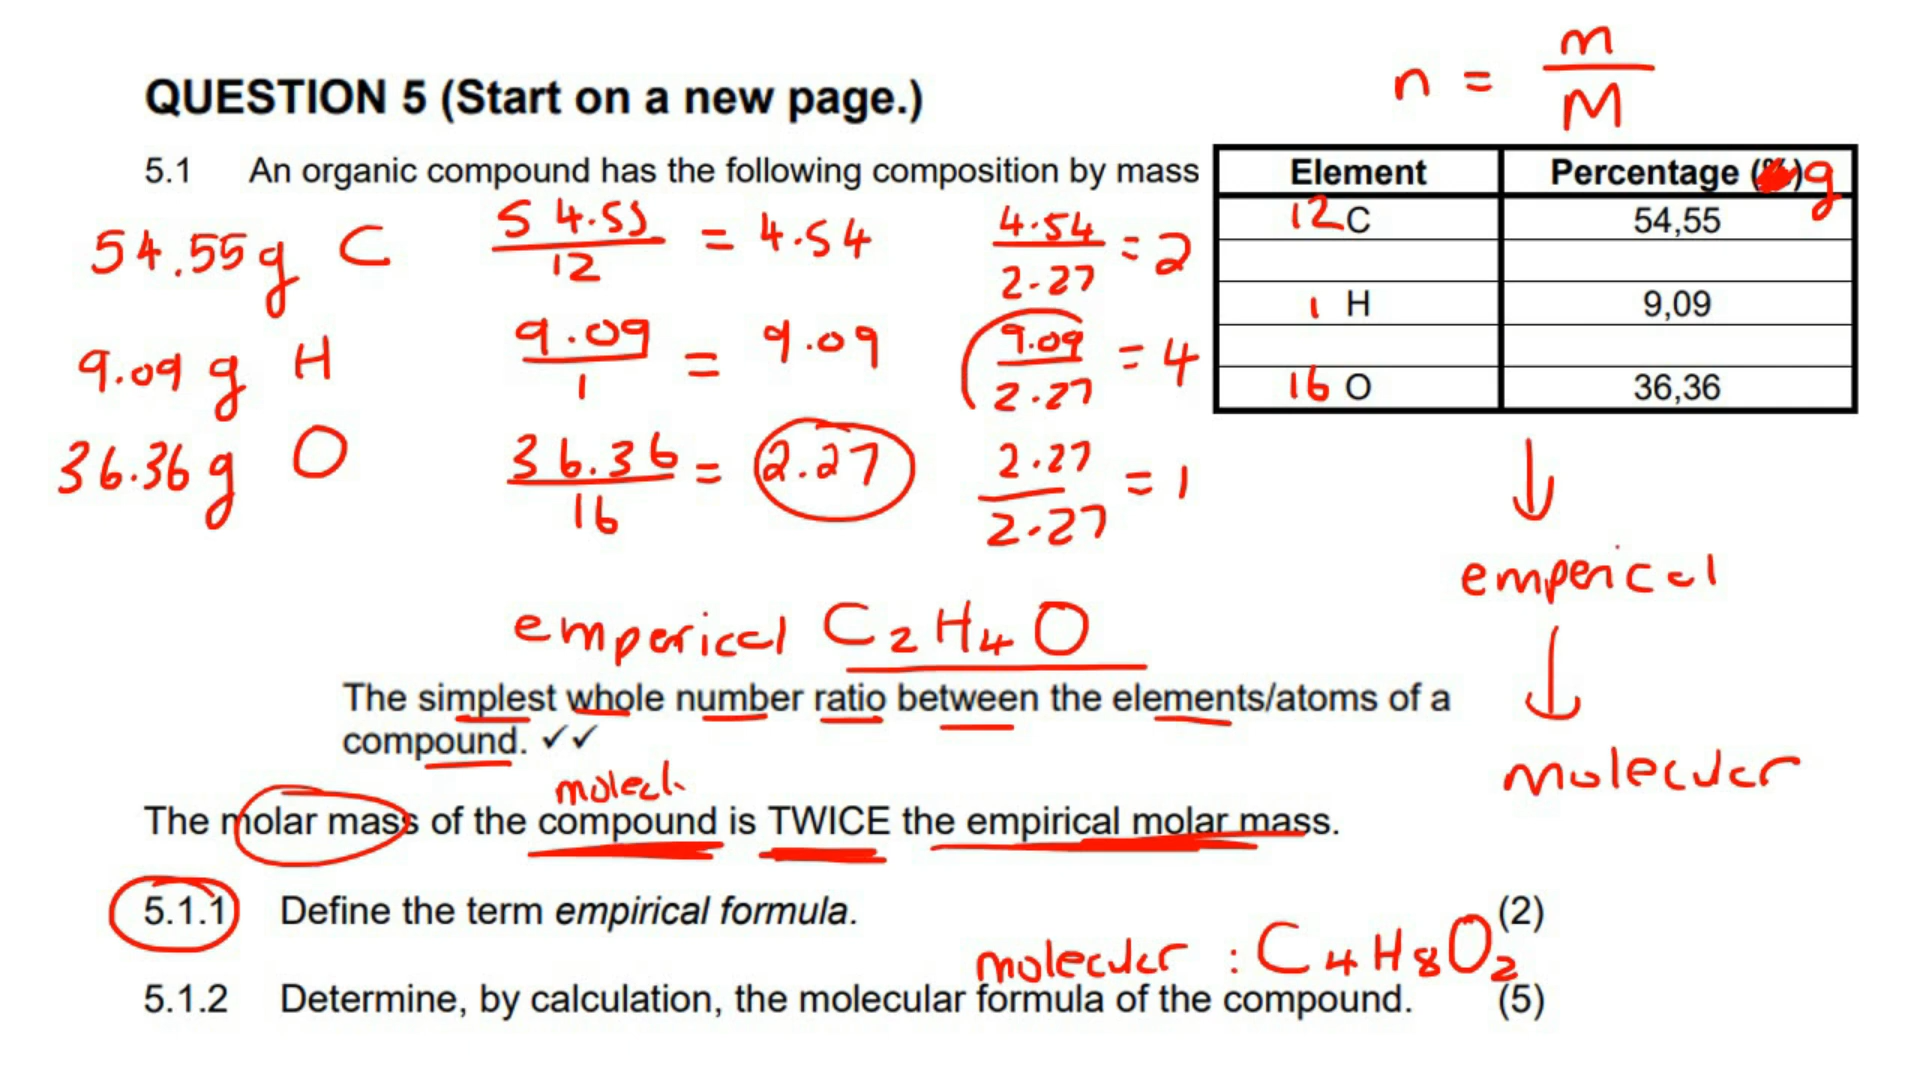 n = m / M
QUESTION 5 (Start on a new page.)
5.1 An organic compound has the following composition by mass
Element Percentage ( ) g
12 C 54,55
1 H 9,09
16 O 36,36
54.55 g C 54.55 / 12 = 4.54 4.54 / 2.27 = 2
9.09 g H 9.09 / 1 = 9.09 9.09 / 2.27 = 4
36.36 g O 36.36 / 16 = 2.27 2.27 / 2.27 = 1
↓
emperical
↓
molecular
emperical C2H4O
The simplest whole number ratio between the elements/atoms of a
compound. ✓✓
molecu
The molar mass of the compound is TWICE the empirical molar mass.
5.1.1 Define the term empirical formula. (2)
molecular : C4H8O2
5.1.2 Determine, by calculation, the molecular formula of the compound. (5)